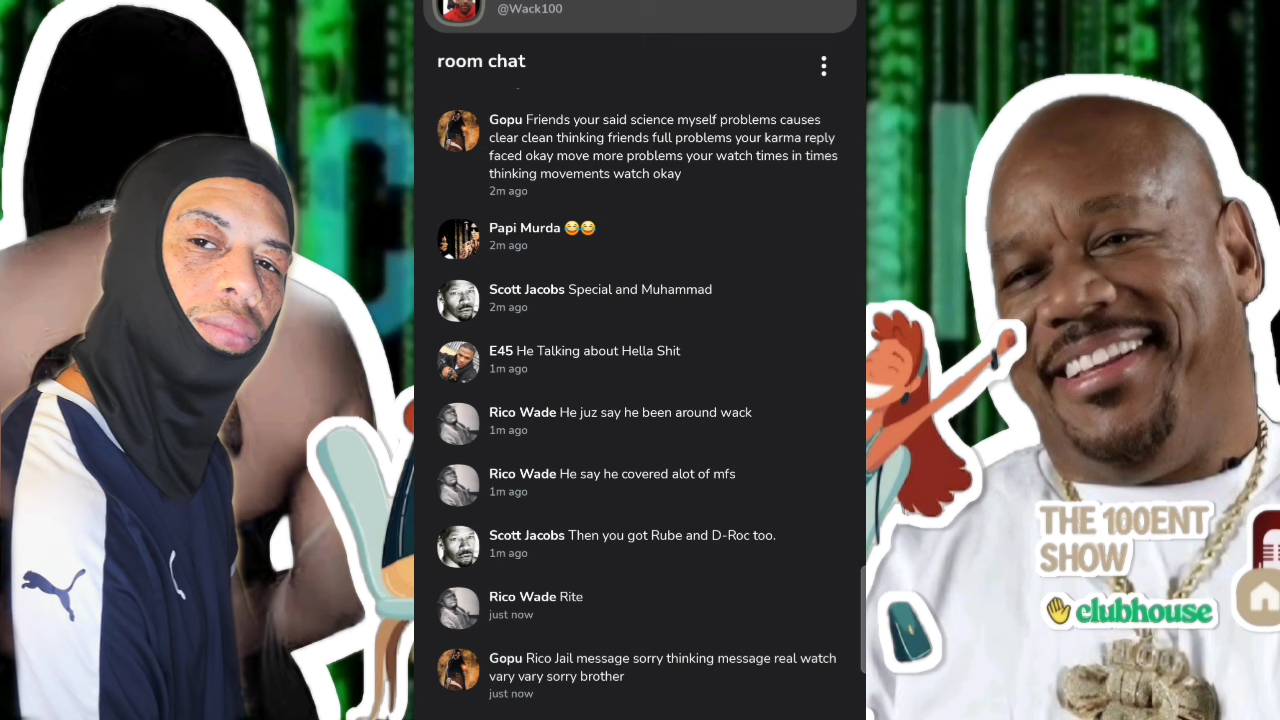 @Wack100
room chat
Gopu Friends your said science myself problems causes
clear clean thinking friends full problems your karma reply
faced okay move more problems your watch times in times
thinking movements watch okay
2m ago
Papi Murda 😂😂
2m ago
Scott Jacobs Special and Muhammad
2m ago
E45 He Talking about Hella Shit
1m ago
Rico Wade He juz say he been around wack
1m ago
Rico Wade He say he covered alot of mfs
1m ago
Scott Jacobs Then you got Rube and D-Roc too.
1m ago
Rico Wade Rite
just now
Gopu Rico Jail message sorry thinking message real watch
vary vary sorry brother
just now
THE 100ENT
SHOW
👋 clubhouse